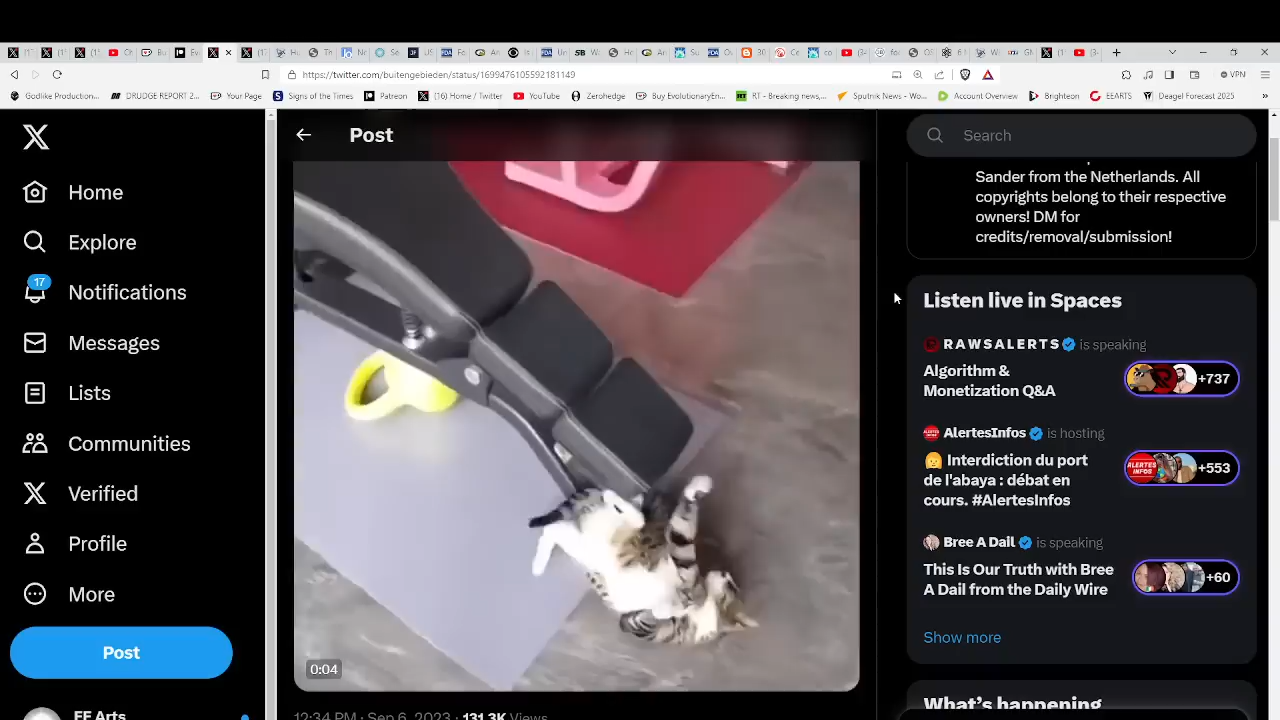 https://twitter.com/buitengebieden/status/1699476105592181149
VPN
Godlike Production...
DRUDGE REPORT 2...
Your Page
Signs of the Times
Patreon
(16) Home / Twitter
YouTube
Zerohedge
Buy EvolutionaryEn...
RT - Breaking news,...
Sputnik News - Wo...
Account Overview
Brighteon
EEARTS
Deagel Forecast 2025
Home
Explore
17
Notifications
Messages
Lists
Communities
Verified
Profile
More
Post
EE Arts
Post
0:04
12:34 PM · Sep 6, 2023 · 131.3K Views
Search
Sander from the Netherlands. All
copyrights belong to their respective
owners! DM for
credits/removal/submission!
Listen live in Spaces
RAWSALERTS is speaking
Algorithm &
Monetization Q&A
+737
AlertesInfos is hosting
Interdiction du port
de l'abaya : débat en
cours. #AlertesInfos
ALERTES
INFOS
+553
Bree A Dail is speaking
This Is Our Truth with Bree
A Dail from the Daily Wire
+60
Show more
What's happening